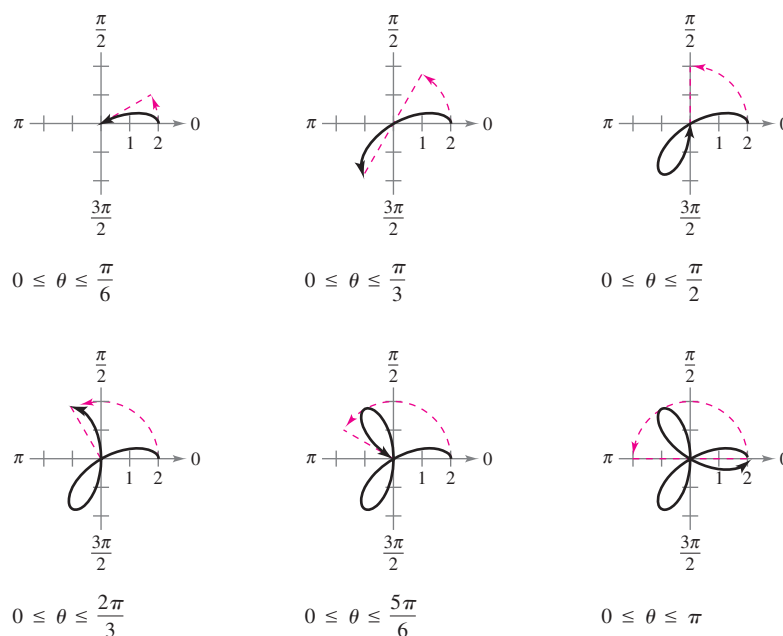 π/2 π/2 π/2
π 1 2 0 π 1 2 0 π 1 2 0
3π/2 3π/2 3π/2
0 ≤ θ ≤ π/6 0 ≤ θ ≤ π/3 0 ≤ θ ≤ π/2
π/2 π/2 π/2
π 1 2 0 π 1 2 0 π 1 2 0
3π/2 3π/2 3π/2
0 ≤ θ ≤ 2π/3 0 ≤ θ ≤ 5π/6 0 ≤ θ ≤ π